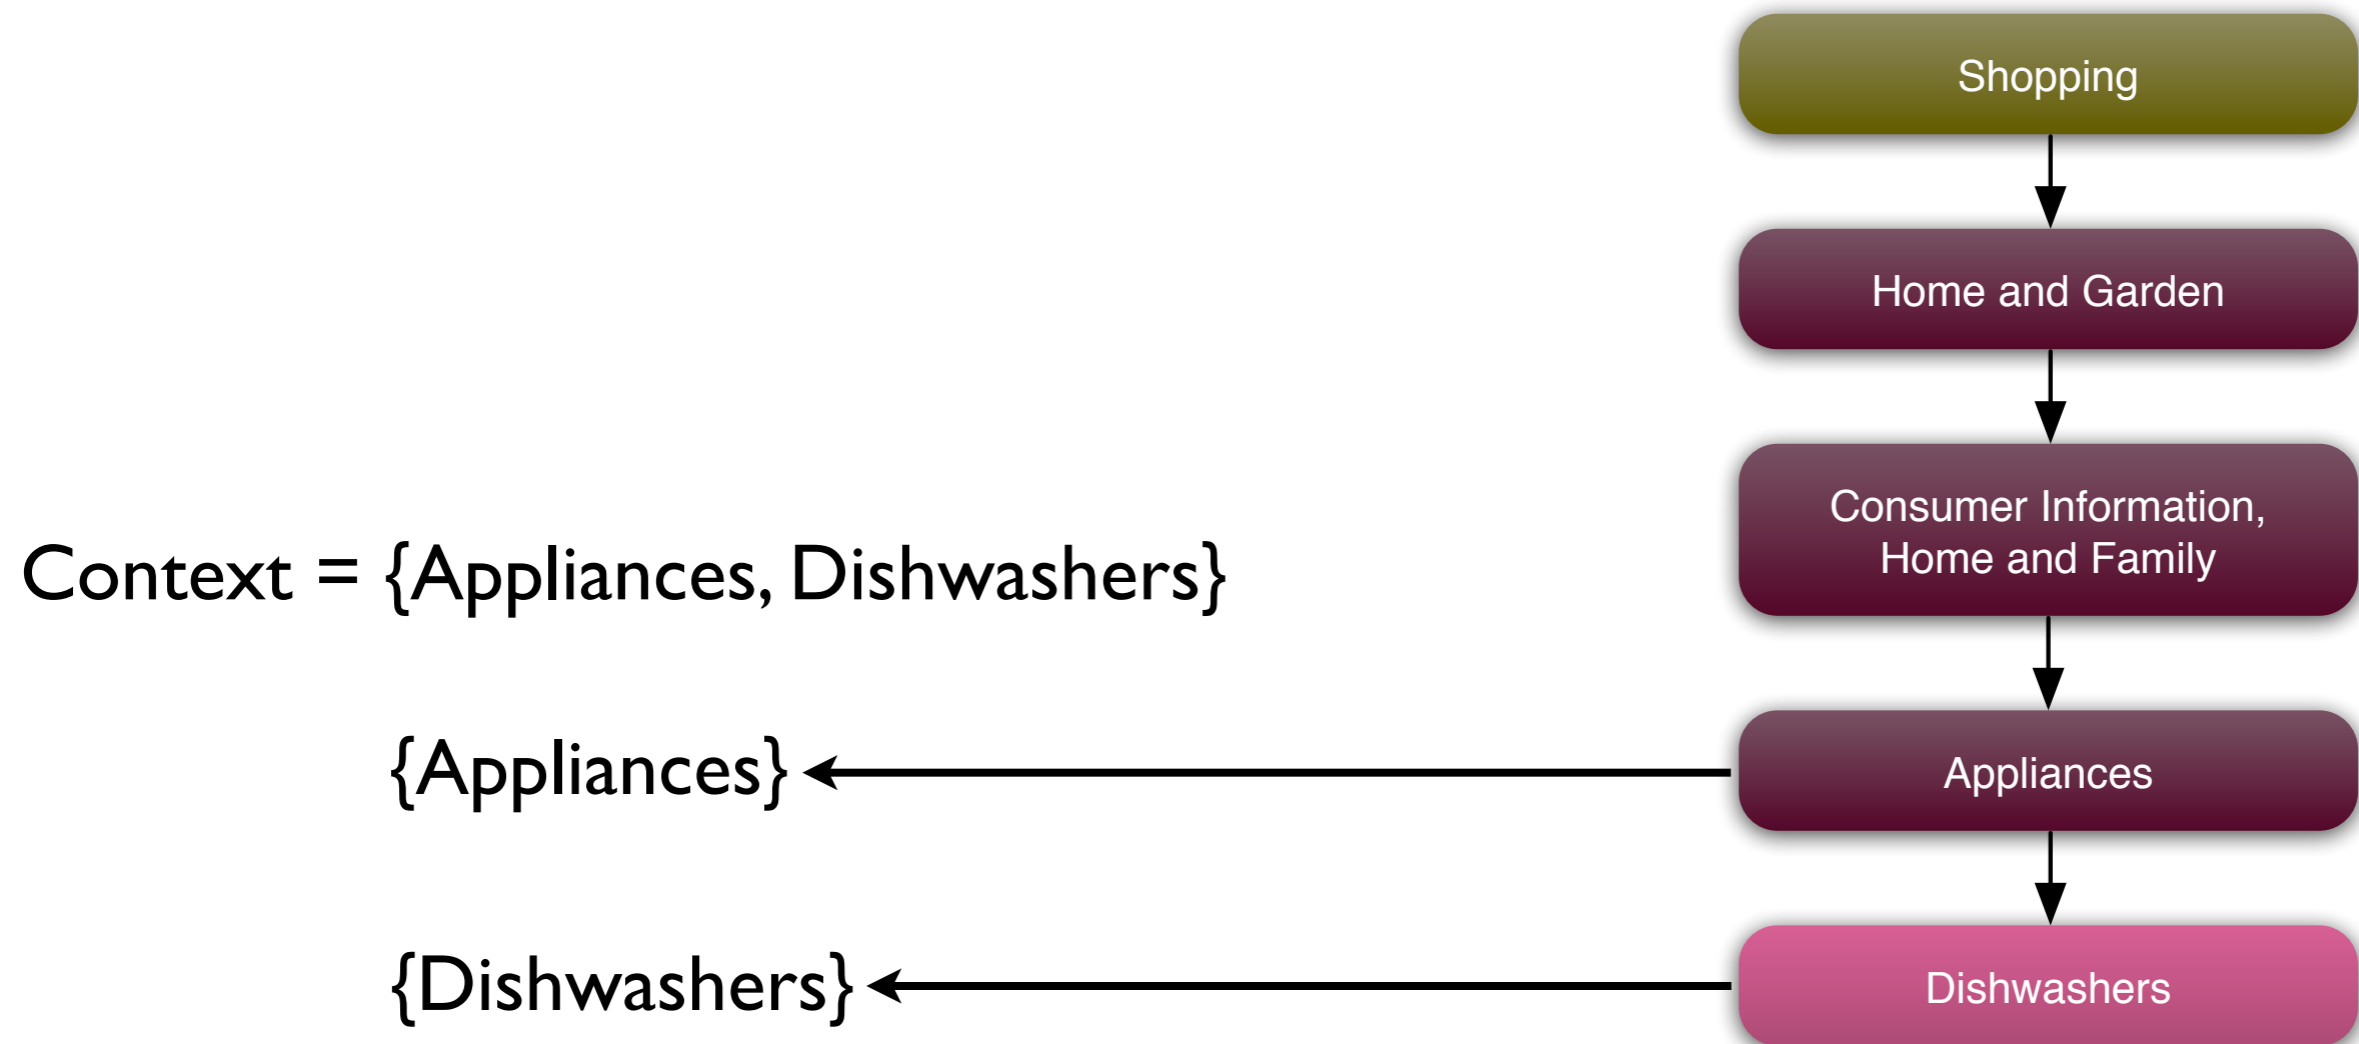 Shopping
Home and Garden
Consumer Information,
Home and Family
Context = {Appliances, Dishwashers}
{Appliances}
Appliances
{Dishwashers}
Dishwashers